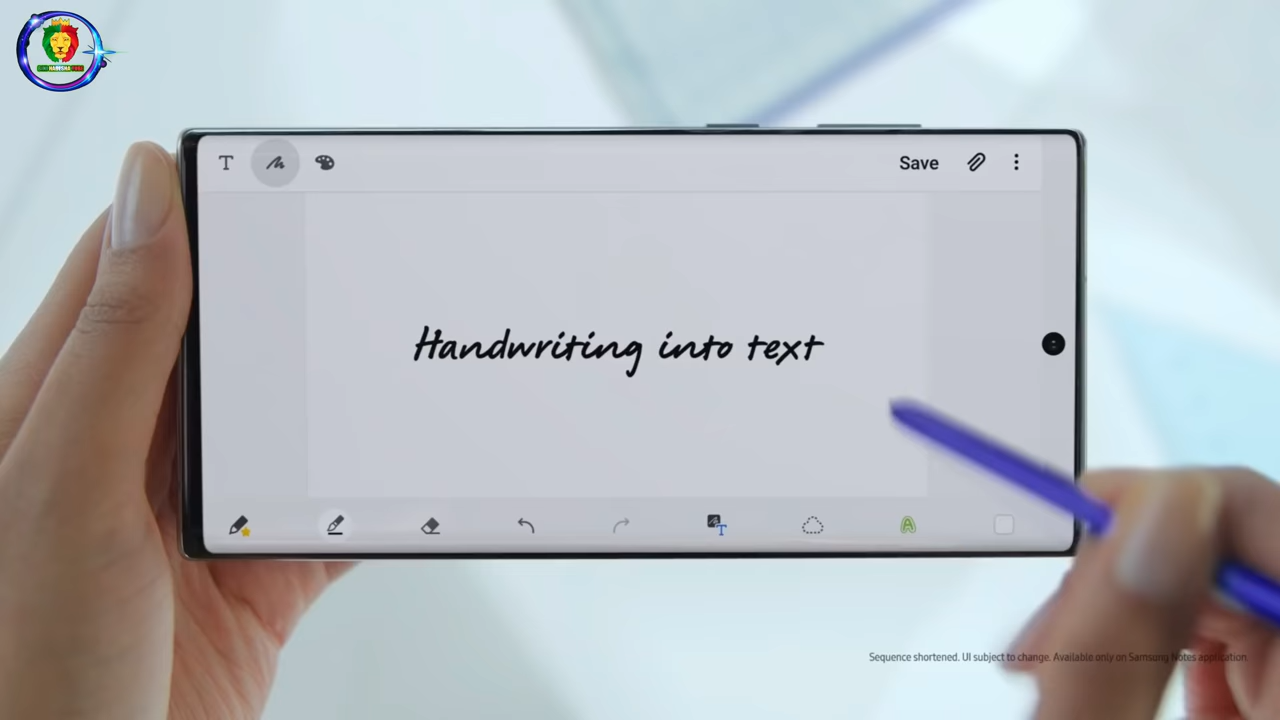 T
Save
Handwriting into text
T
A
Sequence shortened. UI subject to change. Available only on Samsung Notes application.